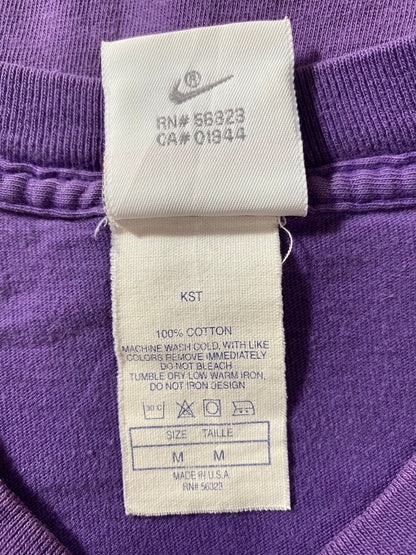 ®
RN# 56323
CA# 01944
KST
100% COTTON
MACHINE WASH COLD, WITH LIKE
COLORS REMOVE IMMEDIATELY
DO NOT BLEACH
TUMBLE DRY LOW WARM IRON,
DO NOT IRON DESIGN
30 C
SIZE TAILLE
M M
MADE IN U.S.A
RN# 56323